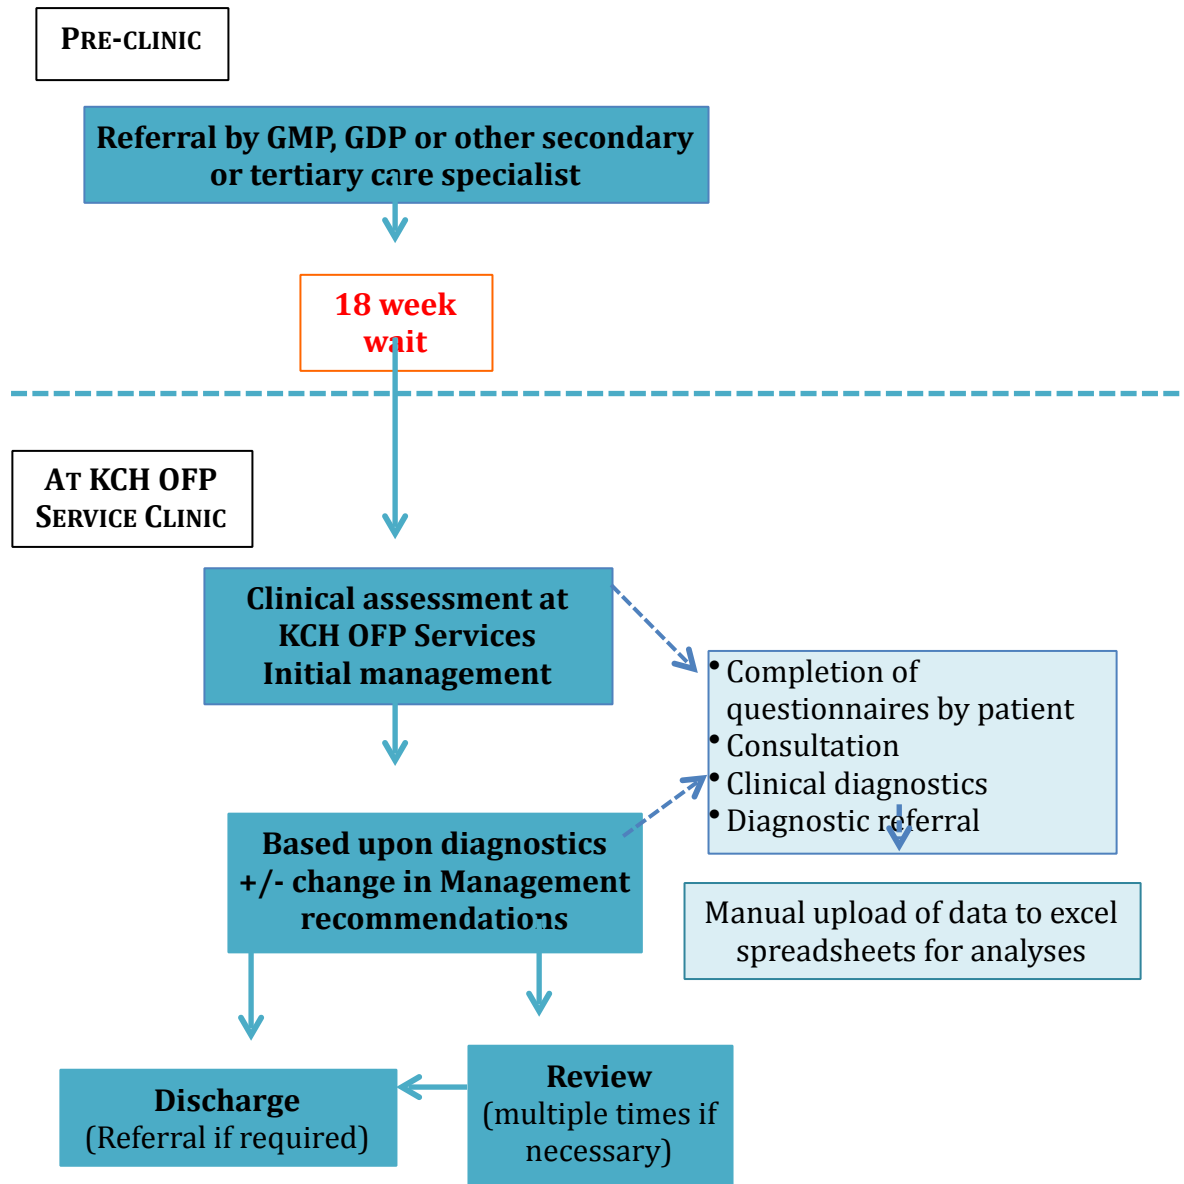 PRE-CLINIC
Referral by GMP, GDP or other secondary
or tertiary care specialist
18 week
wait
AT KCH OFP
SERVICE CLINIC
Clinical assessment at
KCH OFP Services
Initial management
• Completion of
questionnaires by patient
• Consultation
• Clinical diagnostics
• Diagnostic referral
Based upon diagnostics
+/- change in Management
recommendations
Manual upload of data to excel
spreadsheets for analyses
Discharge
(Referral if required)
Review
(multiple times if
necessary)